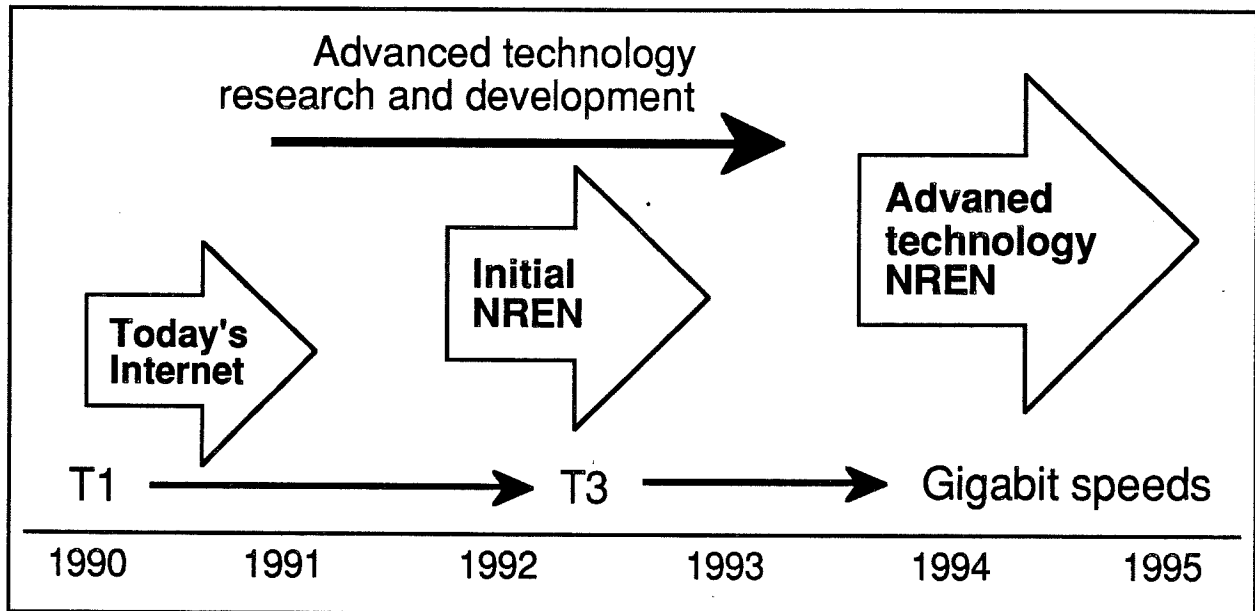 Advanced technology
research and development
Today's
Internet
Initial
NREN
Advaned
technology
NREN
T1
T3
Gigabit speeds
1990
1991
1992
1993
1994
1995